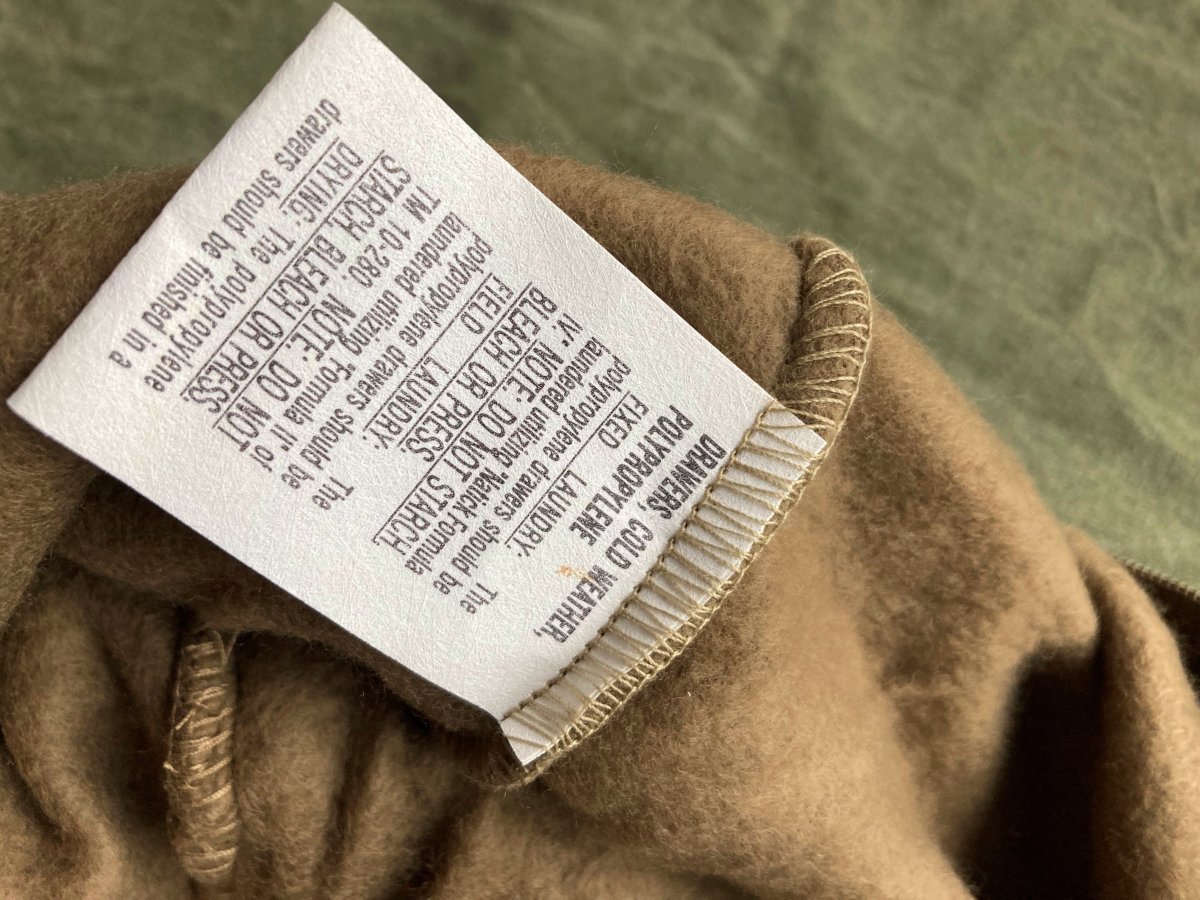 DRAWERS, COLD WEATHER,
POLYPROPYLENE
FIXED LAUNDRY: The
polypropylene drawers should be
laundered utilizing "Natick Formula
IV." NOTE: DO NOT STARCH,
BLEACH OR PRESS.
FIELD LAUNDRY: The
polypropylene drawers should be
laundered utilizing "Formula II" of
TM 10-280. NOTE: DO NOT
STARCH, BLEACH OR PRESS.
DRYING: The polypropylene
drawers should be finished in a